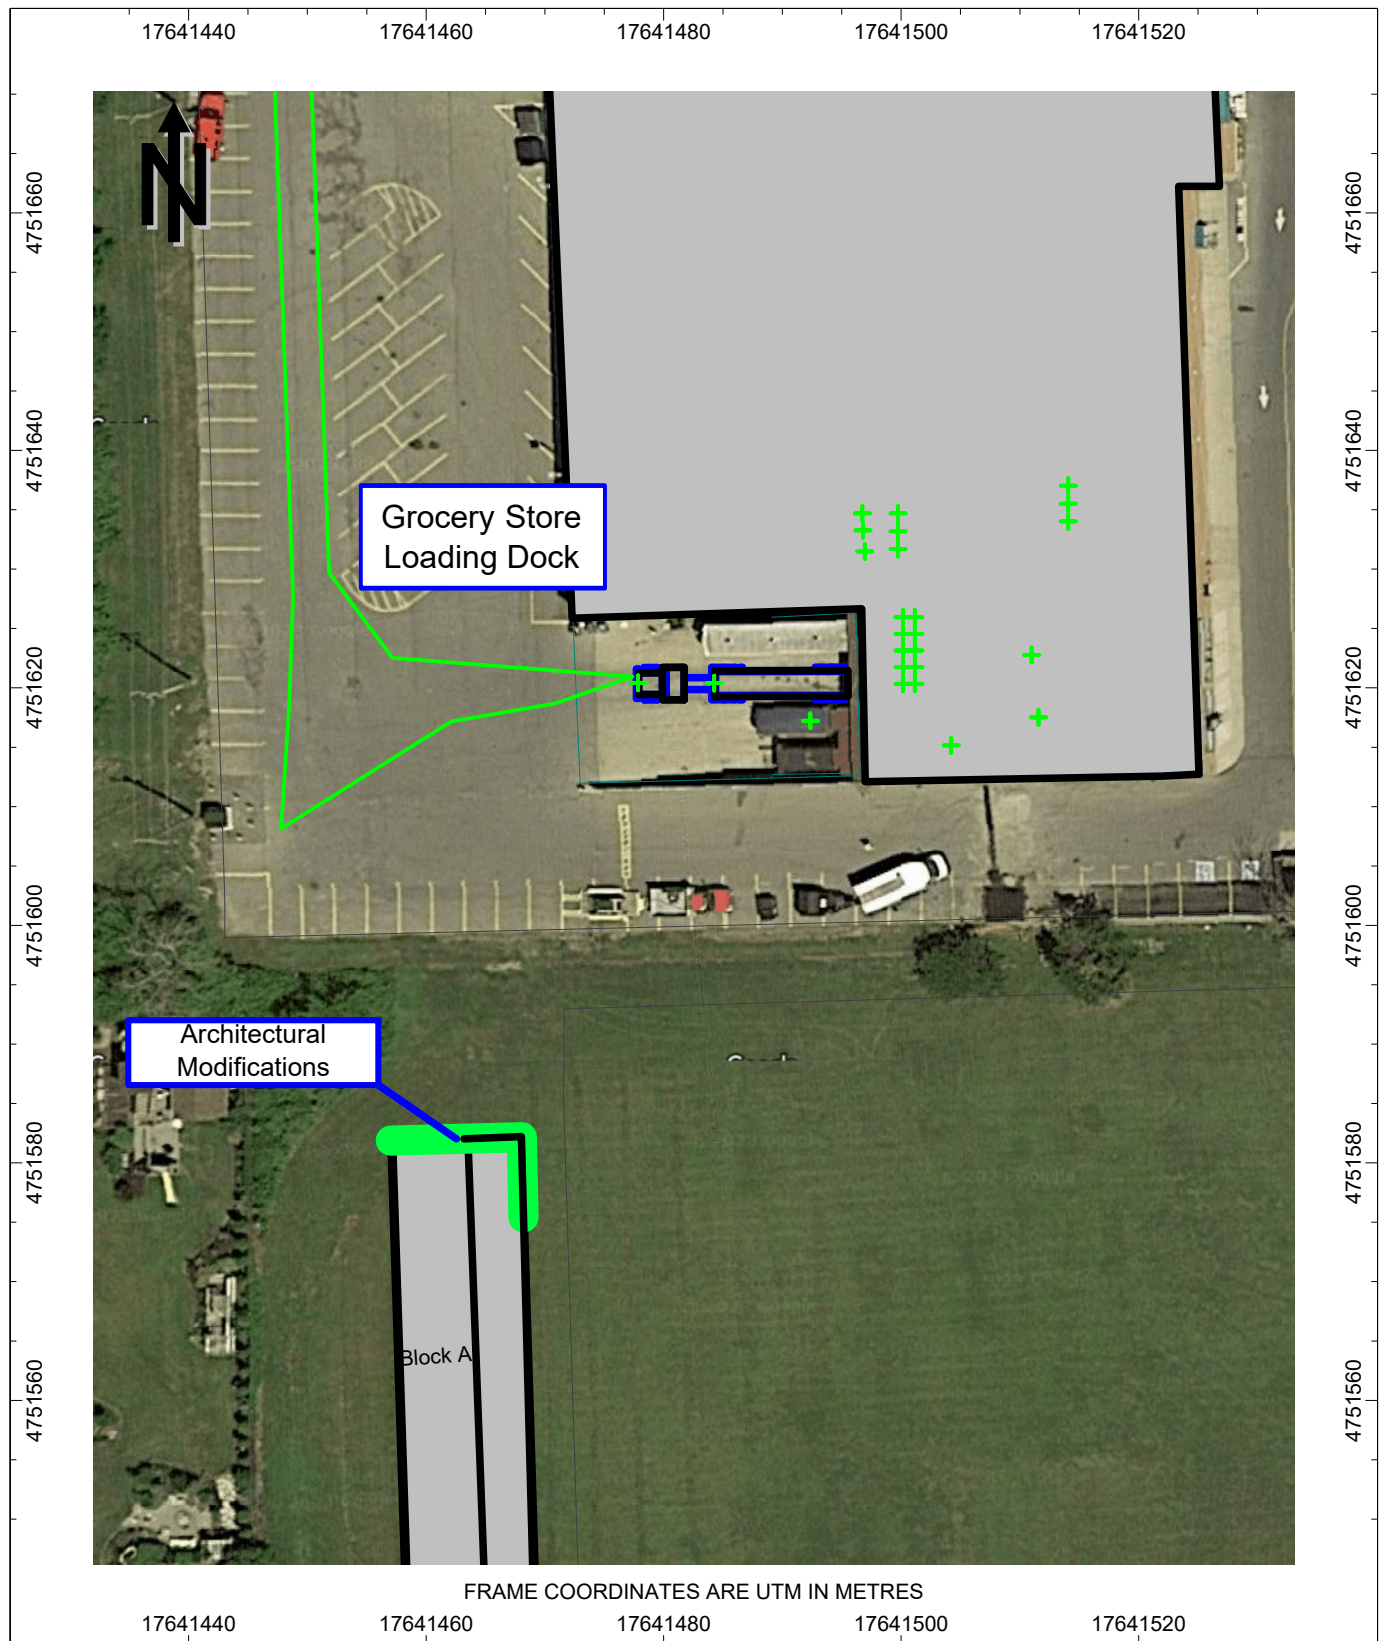 17641440 17641460 17641480 17641500 17641520
N
4751660 4751660
4751640 4751640
Grocery Store
Loading Dock
4751620 4751620
4751600 4751600
Architectural
Modifications
4751580 4751580
Block A
4751560 4751560
FRAME COORDINATES ARE UTM IN METRES
17641440 17641460 17641480 17641500 17641520